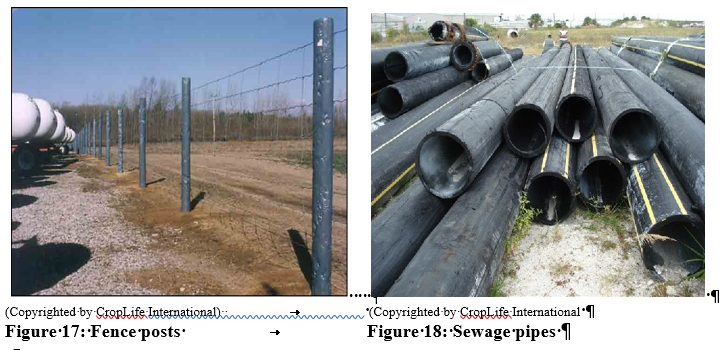 (Copyrighted by CropLife International) (Copyrighted by CropLife International
Figure 17: Fence posts Figure 18: Sewage pipes